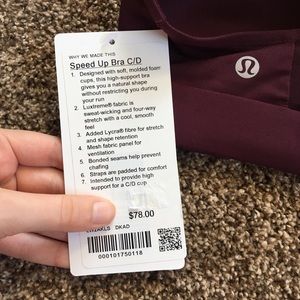 WHY WE MADE THIS
Speed Up Bra C/D
1. Designed with soft, molded foam
cups, this high-support bra
gives you a natural shape
without restricting you during
your run
2. Luxtreme® fabric is
sweat-wicking and four-way
stretch with a cool, smooth
feel
3. Added Lycra® fibre for stretch
and shape retention
4. Mesh fabric panel for
ventilation
5. Bonded seams help prevent
chafing
6. Straps are padded for comfort
7. Intended to provide high
support for a C/D cup
$78.00
DKAD
000101750118
lululemon